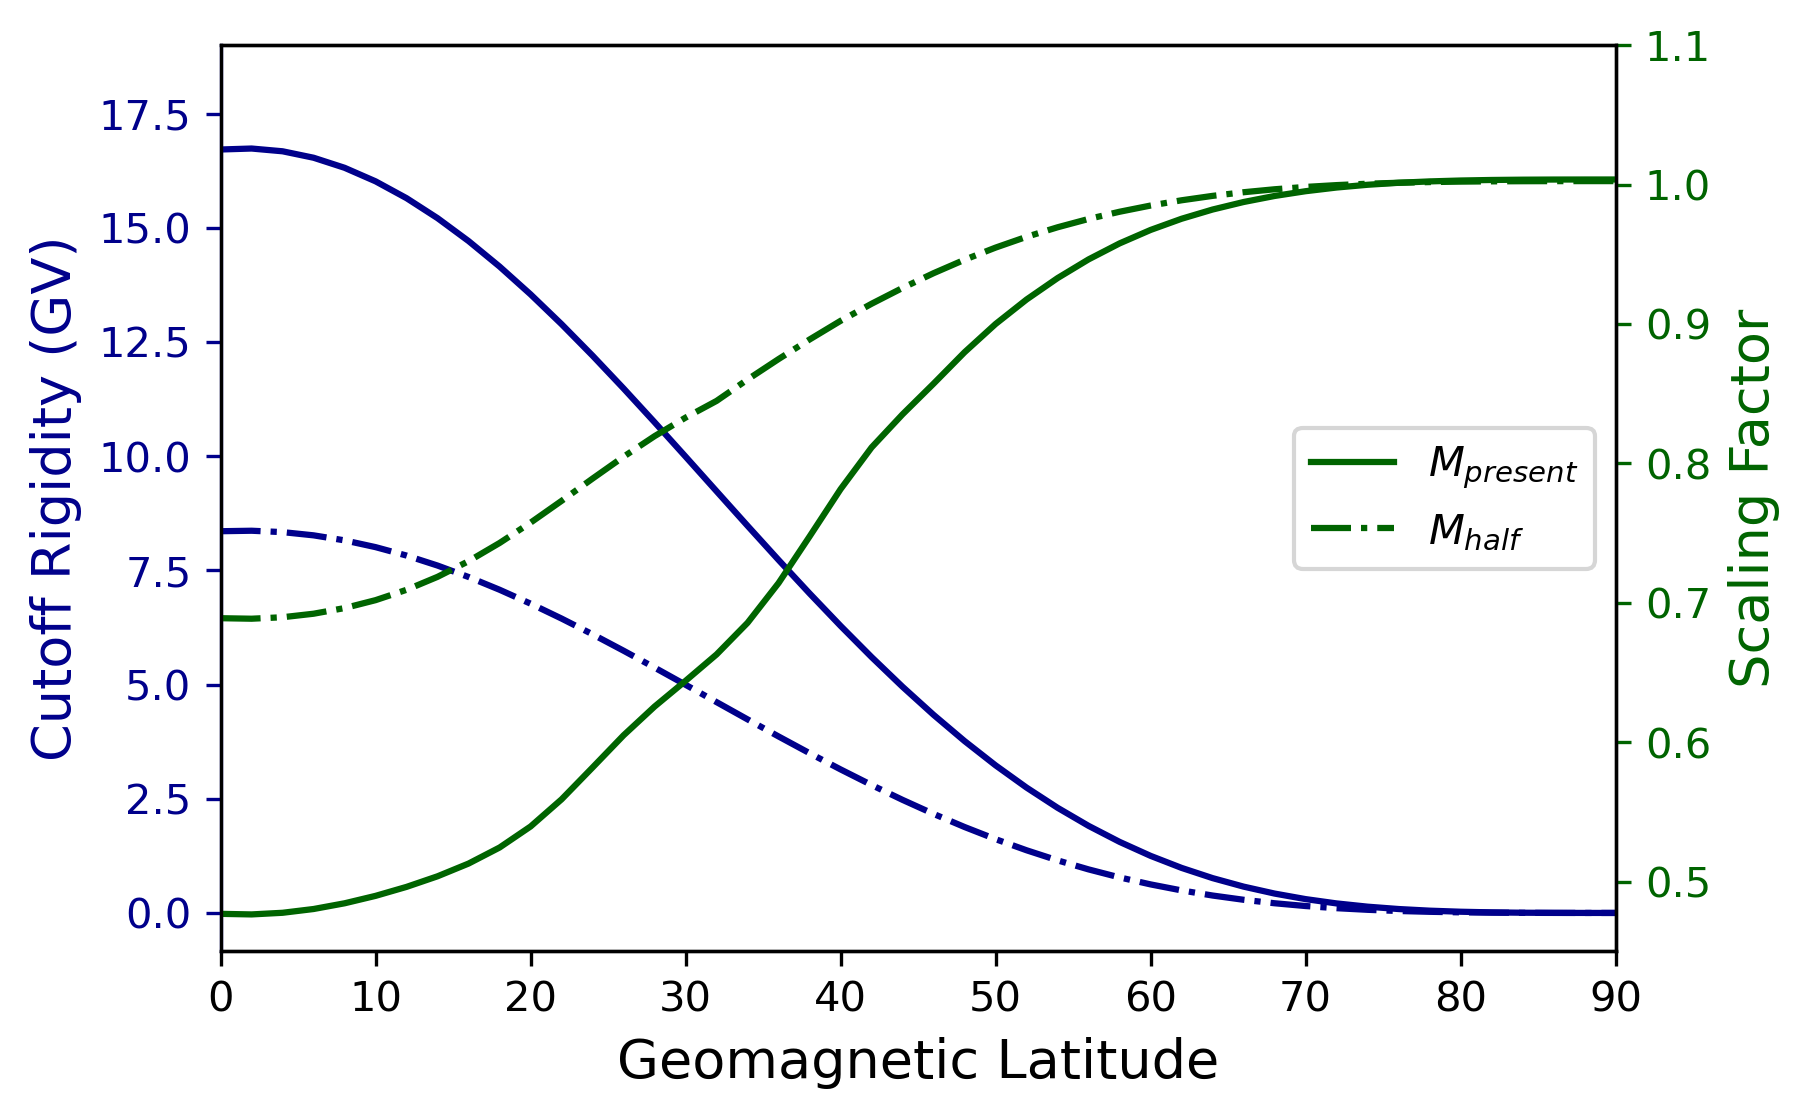 17.5
15.0
12.5
10.0
7.5
5.0
2.5
0.0
Cutoff Rigidity (GV)
0 10 20 30 40 50 60 70 80 90
Geomagnetic Latitude
1.1
1.0
0.9
0.8
0.7
0.6
0.5
Scaling Factor
M_present
M_half